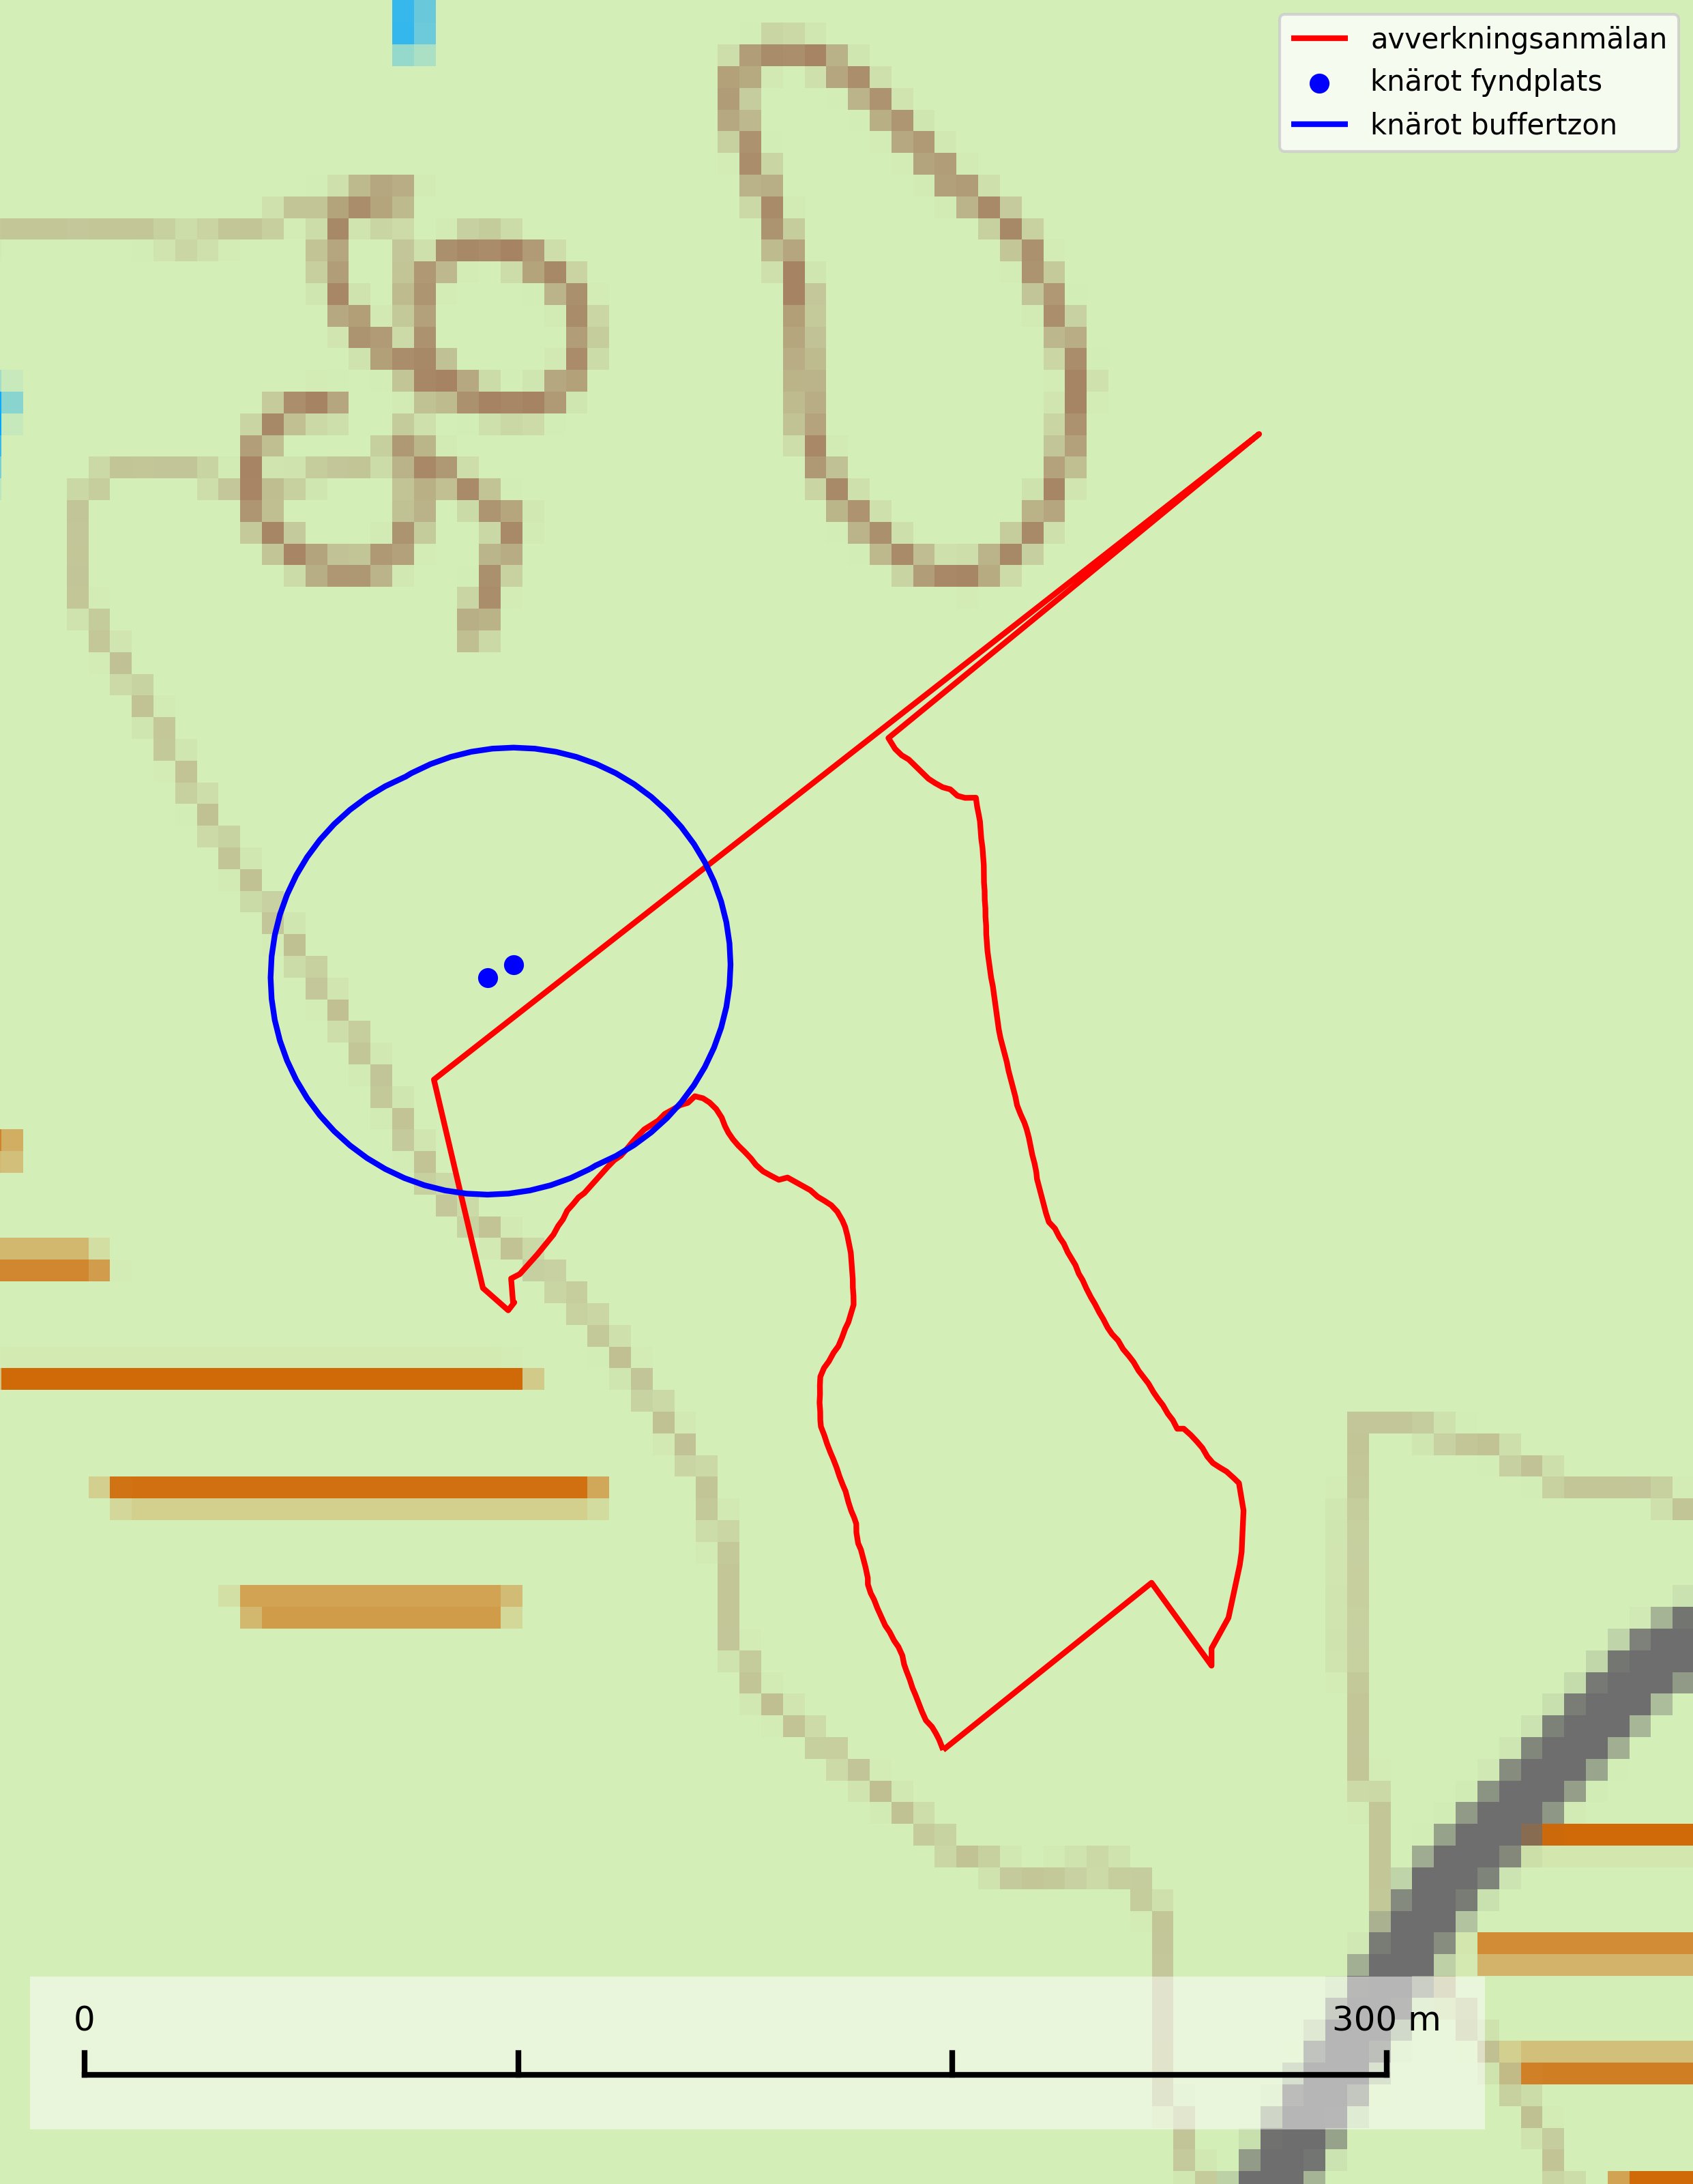 avverkningsanmälan
knärot fyndplats
knärot buffertzon
0
300 m